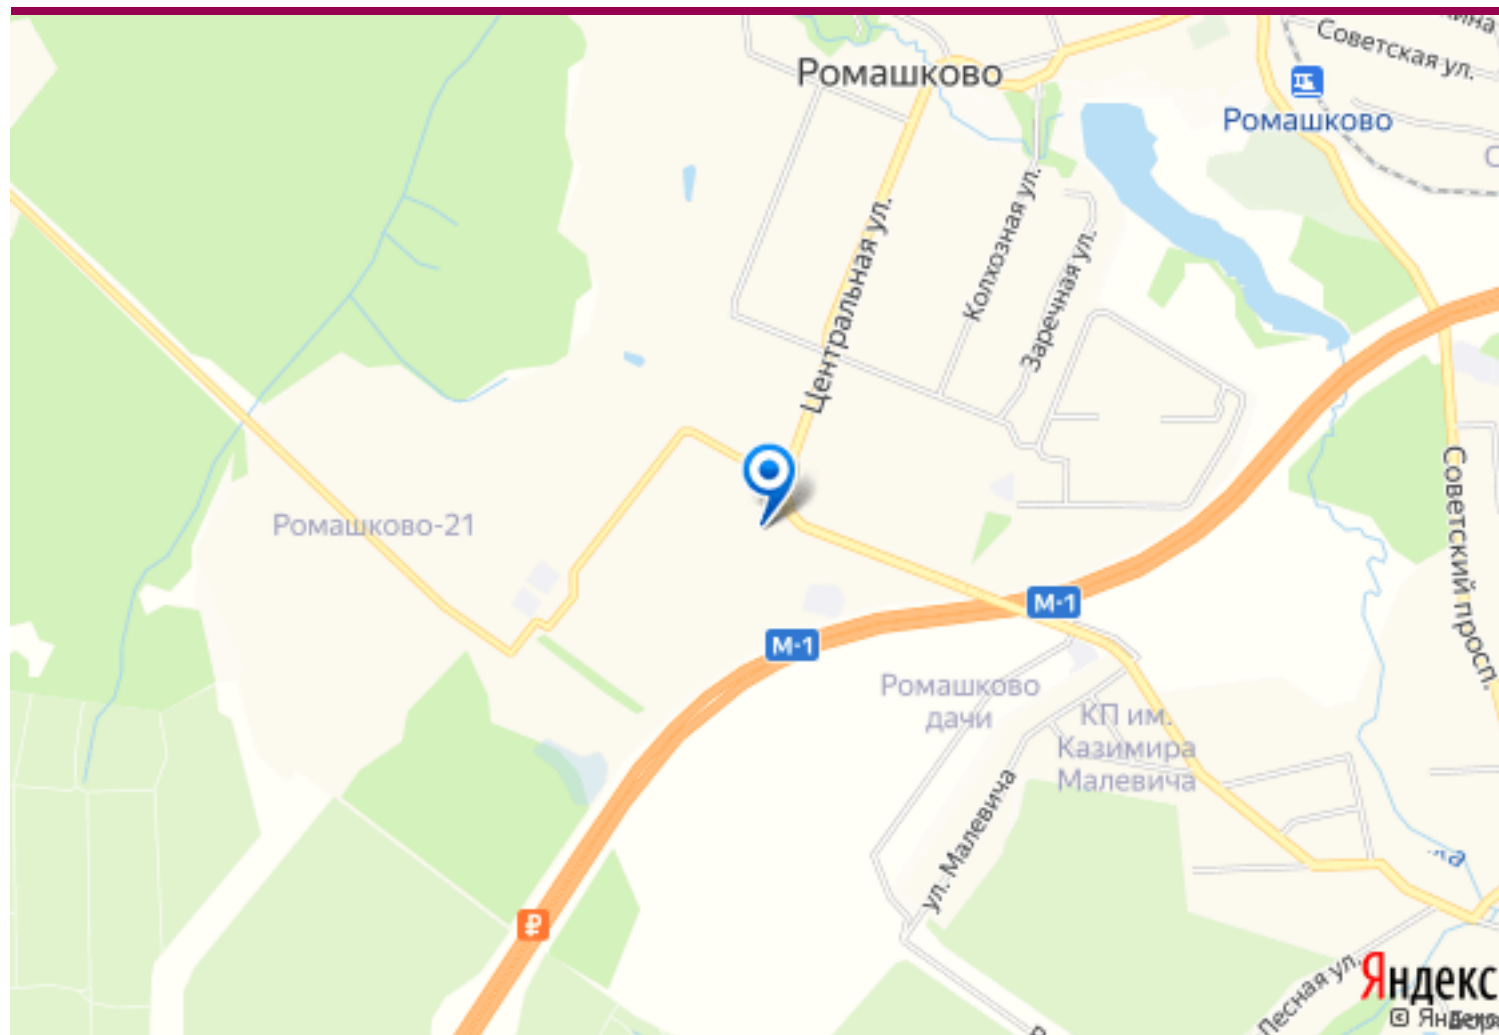 Советская ул.
Ромашково
Ромашково
Колхозная ул.
Центральная ул.
Заречная ул.
Советский просп.
Ромашково-21
М-1
М-1
Ромашково
дачи
КП им.
Казимира
Малевича
ул. Малевича
₽
Лесная ул.
Яндекс